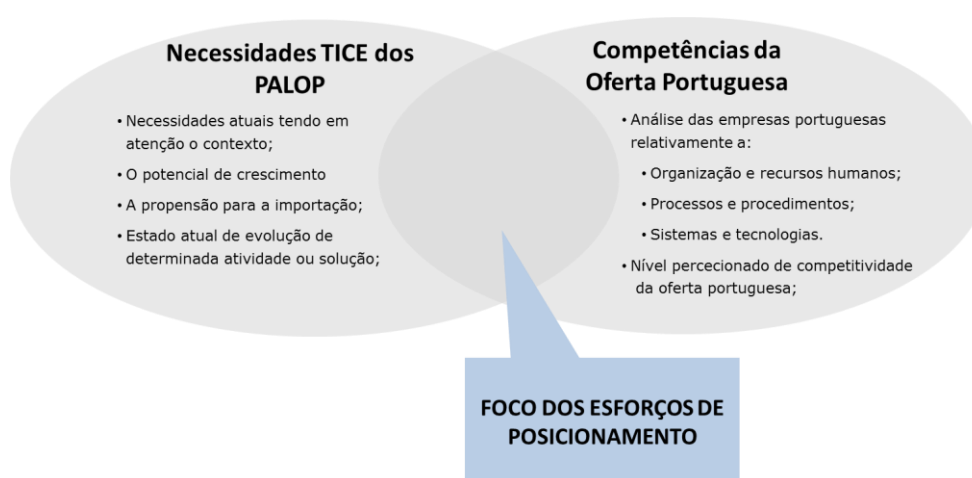 Necessidades TICE dos
PALOP
• Necessidades atuais tendo em
atenção o contexto;
• O potencial de crescimento
• A propensão para a importação;
• Estado atual de evolução de
determinada atividade ou solução;
Competências da
Oferta Portuguesa
• Análise das empresas portuguesas
relativamente a:
• Organização e recursos humanos;
• Processos e procedimentos;
• Sistemas e tecnologias.
• Nível percecionado de competitividade
da oferta portuguesa;
FOCO DOS ESFORÇOS DE
POSICIONAMENTO